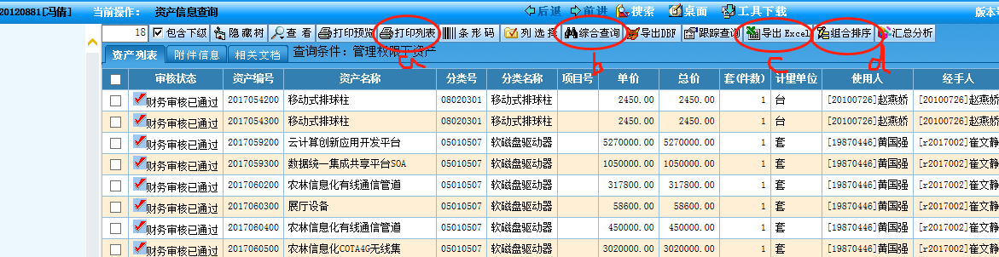 20120881[冯倩] 当前操作： 资产信息查询 后退 前进 搜索 桌面 工具下载 版本
18 包含下级 隐藏树 查 看 打印预览 打印列表 条形码 列 选择 综合查询 导出DBF 跟踪查询 导出Excel 组合排序 汇总分析
资产列表 附件信息 相关文档 查询条件：管理权限下资产
a b c d
审核状态 资产编号 资产名称 分类号 分类名称 项目号 单价 总价 套(件数) 计量单位 使用人 经手人
财务审核已通过 2017054200 移动式排球柱 08020301 移动式排球柱 2450.00 2450.00 1 台 [20100726]赵燕娇 [20100726]赵燕
财务审核已通过 2017054300 移动式排球柱 08020301 移动式排球柱 2450.00 2450.00 1 台 [20100726]赵燕娇 [20100726]赵燕
财务审核已通过 2017059200 云计算创新应用开发平台 05010507 软磁盘驱动器 5270000.00 5270000.00 1 套 [19870446]黄国强 [r2017002]崔文静
财务审核已通过 2017059300 数据统一集成共享平台SOA 05010507 软磁盘驱动器 1050000.00 1050000.00 1 套 [19870446]黄国强 [r2017002]崔文静
财务审核已通过 2017060200 农林信息化有线通信管道 05010507 软磁盘驱动器 317800.00 317800.00 1 套 [19870446]黄国强 [r2017002]崔文静
财务审核已通过 2017060300 展厅设备 05010507 软磁盘驱动器 58600.00 58600.00 1 套 [19870446]黄国强 [r2017002]崔文静
财务审核已通过 2017060400 农林信息化有线通信管道 05010507 软磁盘驱动器 450000.00 450000.00 1 套 [19870446]黄国强 [r2017002]崔文静
财务审核已通过 2017060500 农林信息化COTA4G无线集 05010507 软磁盘驱动器 3020000.00 3020000.00 1 套 [19870446]黄国强 [r2017002]崔文静